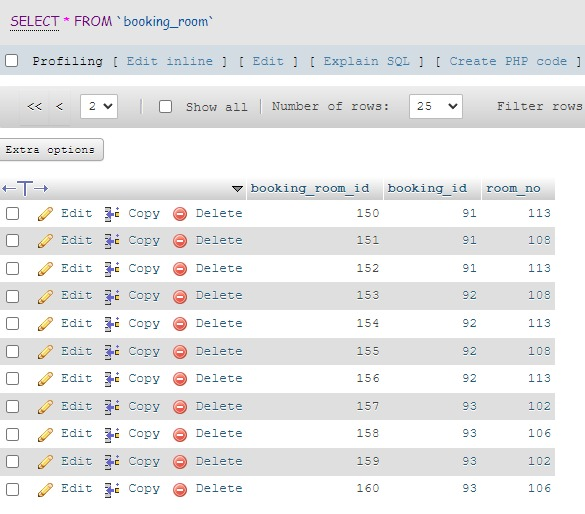 SELECT * FROM `booking_room`
Profiling [ Edit inline ] [ Edit ] [ Explain SQL ] [ Create PHP code ]
<< < 2 Show all Number of rows: 25 Filter rows
Extra options
←T→ booking_room_id booking_id room_no
Edit Copy Delete 150 91 113
Edit Copy Delete 151 91 108
Edit Copy Delete 152 91 113
Edit Copy Delete 153 92 108
Edit Copy Delete 154 92 113
Edit Copy Delete 155 92 108
Edit Copy Delete 156 92 113
Edit Copy Delete 157 93 102
Edit Copy Delete 158 93 106
Edit Copy Delete 159 93 102
Edit Copy Delete 160 93 106